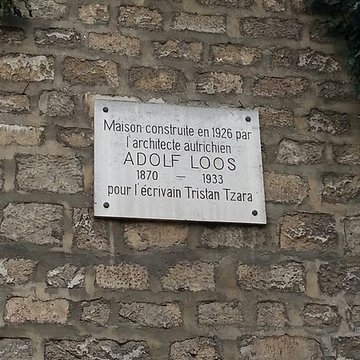 Maison construite en 1926 par
l'architecte autrichien
ADOLF LOOS
1870 – 1933
pour l'écrivain Tristan Tzara